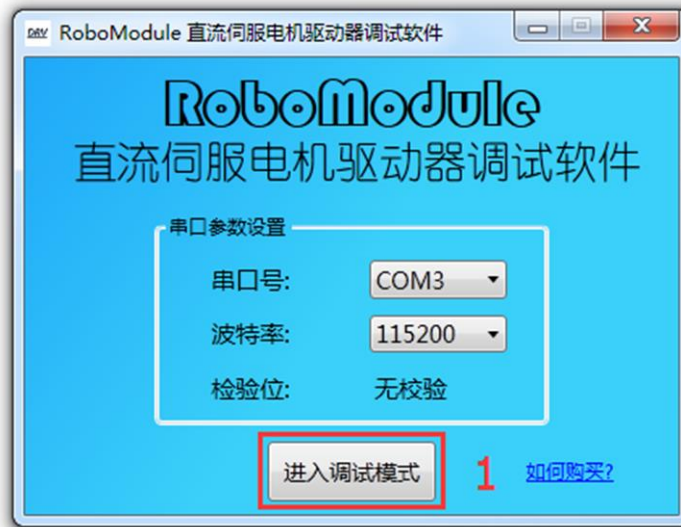 DRV RoboModule 直流伺服电机驱动器调试软件
RoboModule
直流伺服电机驱动器调试软件
串口参数设置
串口号: COM3
波特率: 115200
检验位: 无校验
进入调试模式 1 如何购买?